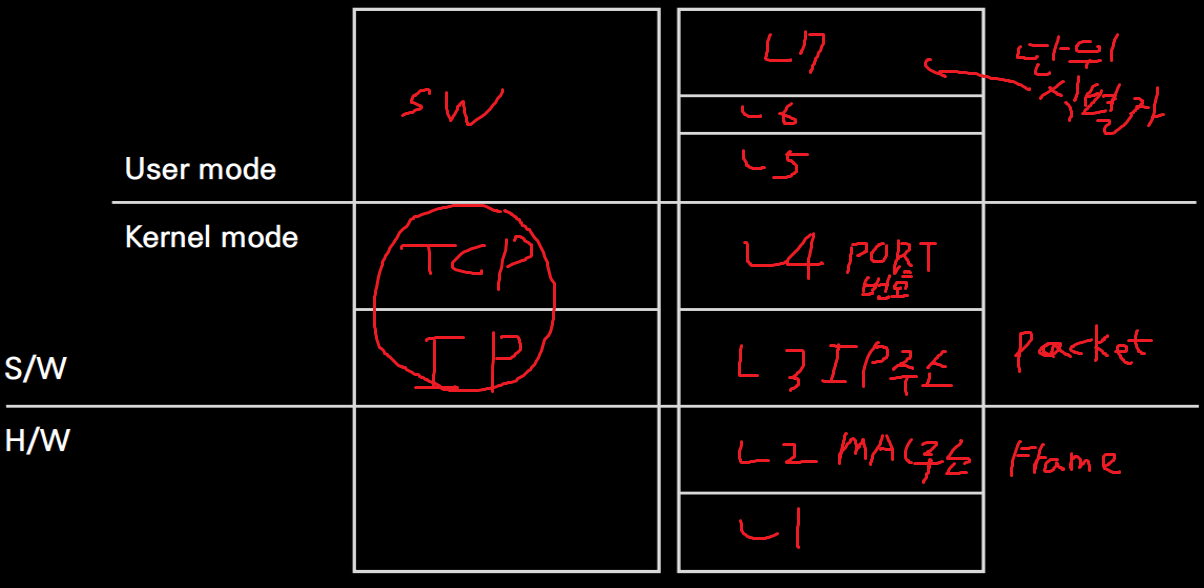 SW
User mode
Kernel mode
TCP
IP
S/W
H/W
L7
L6
L5
L4 PORT
번호
L3 IP주소
L2 MAC주소
L1
단위
식별자
Packet
Frame